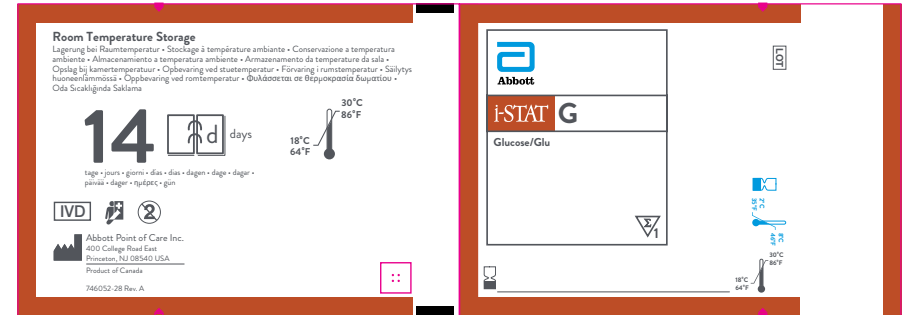 Room Temperature Storage
Lagerung bei Raumtemperatur • Stockage à température ambiante • Conservazione a temperatura
ambiente • Almacenamiento a temperatura ambiente • Armazenamento da temperature da sala •
Opslag bij kamertemperatuur • Opbevaring ved stuetemperatur • Förvaring i rumstemperatur • Säilytys
huoneenlämmössä • Oppbevaring ved romtemperatur • Φυλάσσεται σε θερμοκρασία δωματίου •
Oda Sıcaklığında Saklama
14 d days
30°C
86°F
18°C
64°F
tage • jours • giorni • días • dias • dagen • dage • dagar •
päivää • dager • ημέρες • gün
IVD
2
Abbott Point of Care Inc.
400 College Road East
Princeton, NJ 08540 USA
Product of Canada
746052-28 Rev. A
Abbott
i-STAT G
Glucose/Glu
Σ
1
LOT
2°C
35°F
8°C
46°F
30°C
86°F
18°C
64°F